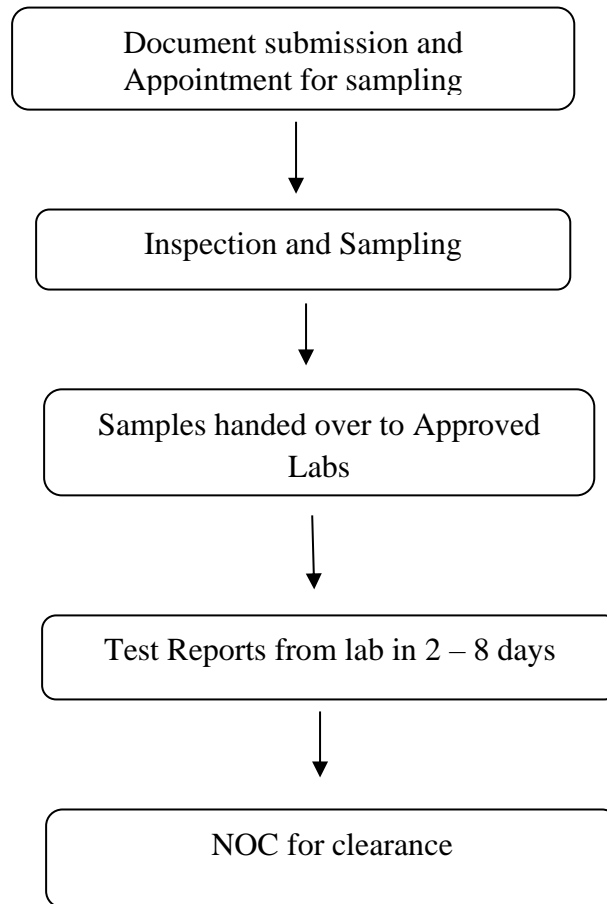 Document submission and
Appointment for sampling
Inspection and Sampling
Samples handed over to Approved
Labs
Test Reports from lab in 2 – 8 days
NOC for clearance